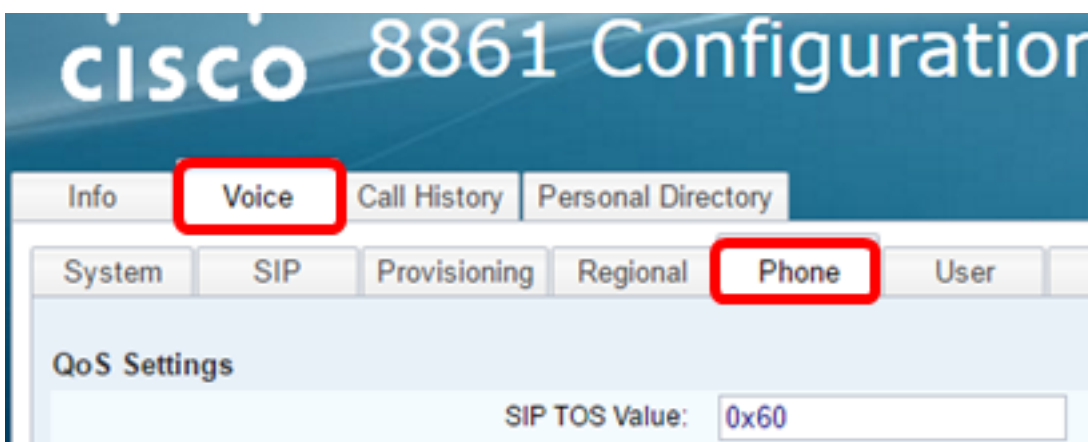 cisco 8861 Configuration
Info Voice Call History Personal Directory
System SIP Provisioning Regional Phone User
QoS Settings
SIP TOS Value: 0x60